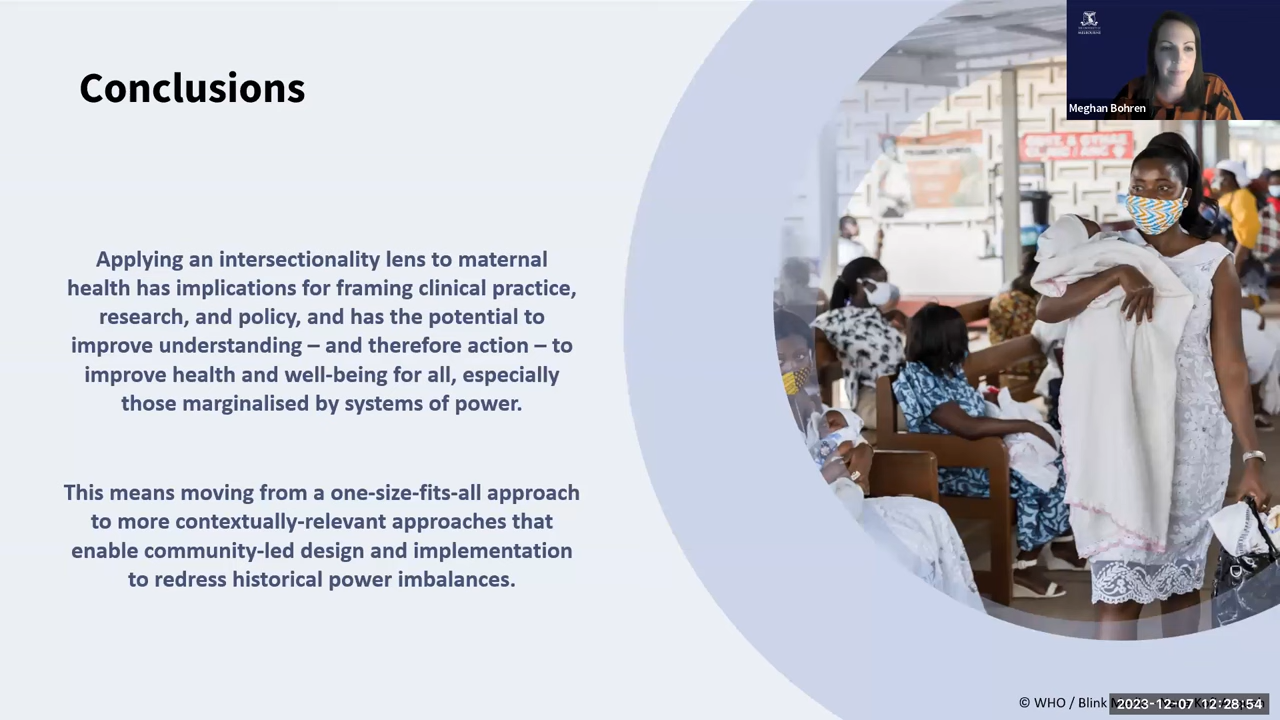 Conclusions
Applying an intersectionality lens to maternal
health has implications for framing clinical practice,
research, and policy, and has the potential to
improve understanding – and therefore action – to
improve health and well-being for all, especially
those marginalised by systems of power.
This means moving from a one-size-fits-all approach
to more contextually-relevant approaches that
enable community-led design and implementation
to redress historical power imbalances.
MELBOURNE
Meghan Bohren
© WHO / Blink
2023-12-07 12:28:54